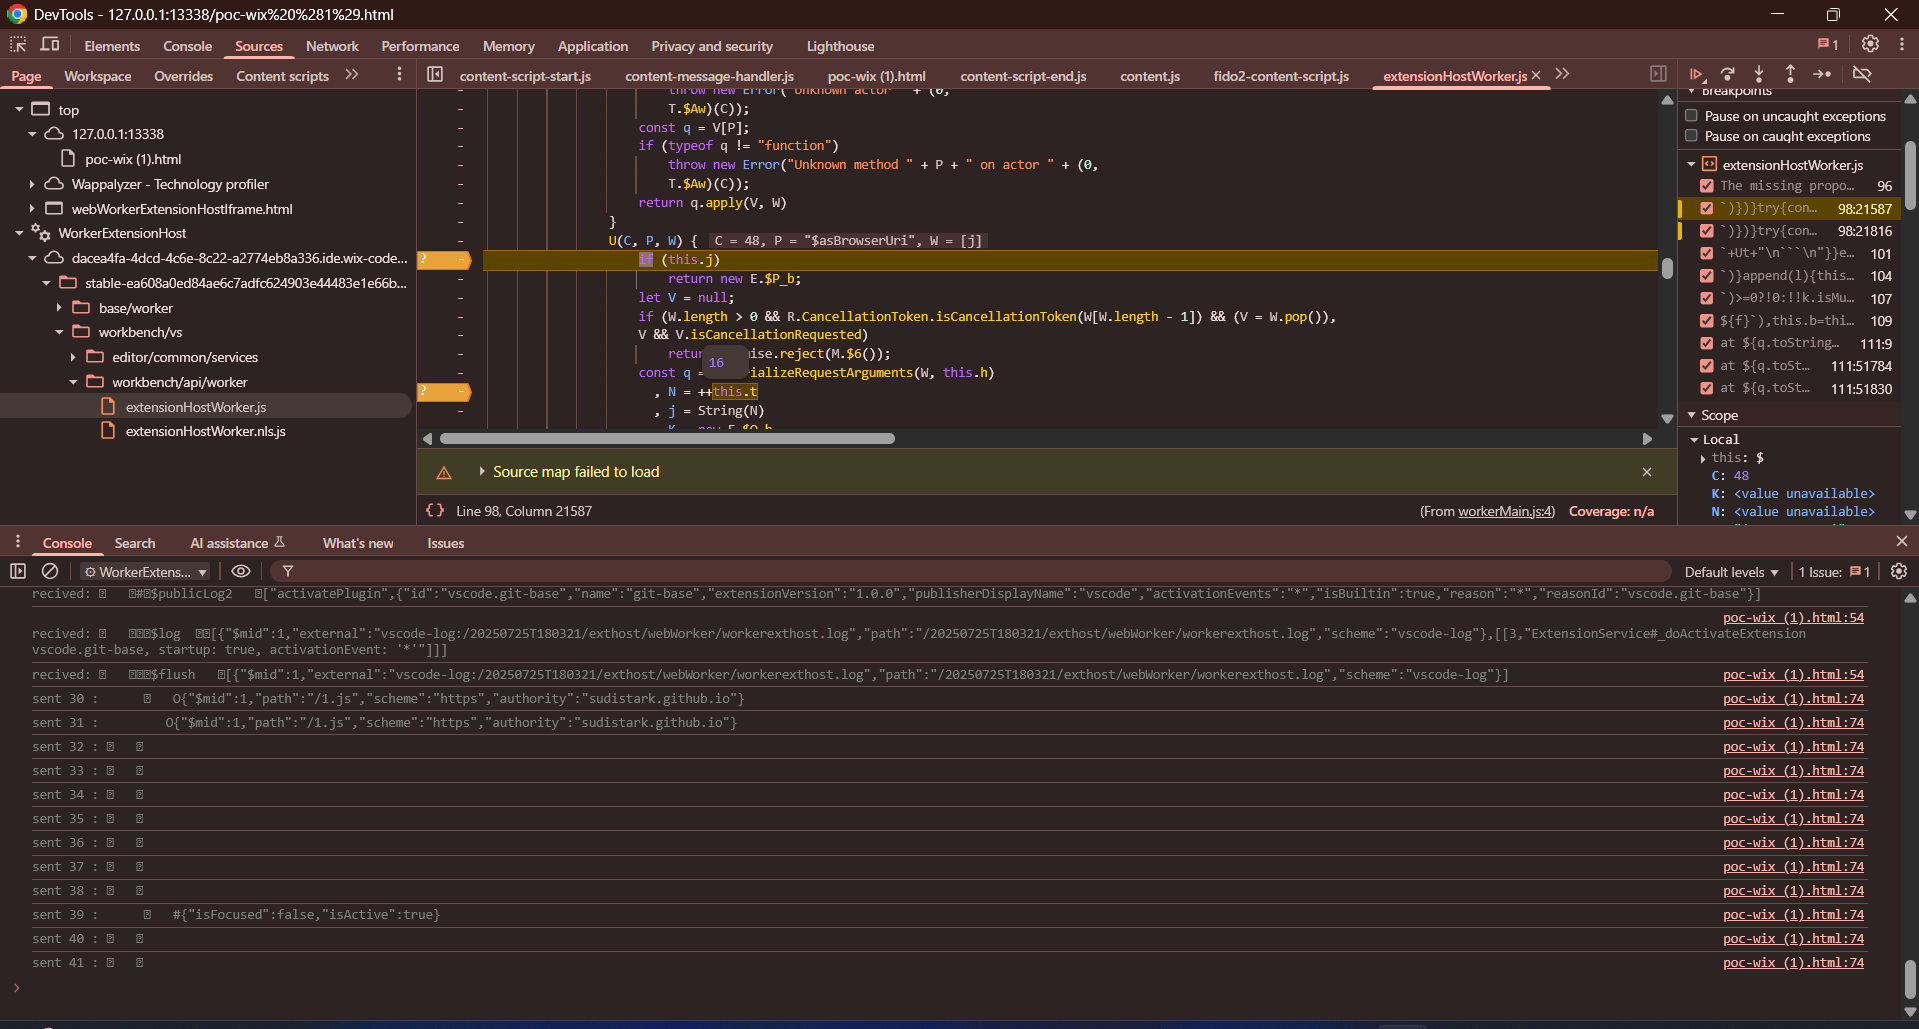 DevTools - 127.0.0.1:13338/poc-wix%20%281%29.html
Elements Console Sources Network Performance Memory Application Privacy and security Lighthouse 1
Page Workspace Overrides Content scripts
content-script-start.js content-message-handler.js poc-wix (1).html content-script-end.js content.js fido2-content-script.js extensionHostWorker.js
top
127.0.0.1:13338
poc-wix (1).html
Wappalyzer - Technology profiler
webWorkerExtensionHostIframe.html
WorkerExtensionHost
dacea4fa-4dcd-4c6e-8c22-a2774eb8a336.ide.wix-code...
stable-ea608a0ed84ae6c7adfc624903e44483e1e66b...
base/worker
workbench/vs
editor/common/services
workbench/api/worker
extensionHostWorker.js
extensionHostWorker.nls.js
throw new Error("Unknown actor " + (0,
T.$Aw)(C));
const q = V[P];
if (typeof q != "function")
throw new Error("Unknown method " + P + " on actor " + (0,
T.$Aw)(C));
return q.apply(V, W)
}
U(C, P, W) { C = 48, P = "$asBrowserUri", W = [j]
if (this.j)
return new E.$P_b;
let V = null;
if (W.length > 0 && R.CancellationToken.isCancellationToken(W[W.length - 1]) && (V = W.pop()),
V && V.isCancellationRequested)
16
ise.reject(M.$6());
const q = ializeRequestArguments(W, this.h)
, N = ++this.t
, j = String(N)
Source map failed to load
{} Line 98, Column 21587 (From workerMain.js:4) Coverage: n/a
Breakpoints
Pause on uncaught exceptions
Pause on caught exceptions
extensionHostWorker.js
The missing propo... 96
`)})}try{con... 98:21587
`)})}try{con... 98:21816
`+Ut+"\n```\n"}}e... 101
`)}append(l){this... 104
`)>=0?!0:!!k.isMu... 107
${f}`),this.b=thi... 109
at ${q.toString... 111:9
at ${q.toSt... 111:51784
at ${q.toSt... 111:51830
Scope
Local
this: $
C: 48
K: <value unavailable>
N: <value unavailable>
Console Search AI assistance What's new Issues
WorkerExtens... Default levels 1 Issue: 1
recived: #$publicLog2 ["activatePlugin",{"id":"vscode.git-base","name":"git-base","extensionVersion":"1.0.0","publisherDisplayName":"vscode","activationEvents":"*","isBuiltin":true,"reason":"*","reasonId":"vscode.git-base"}]
poc-wix (1).html:54
recived: $log [{"$mid":1,"external":"vscode-log:/20250725T180321/exthost/webWorker/workerexthost.log","path":"/20250725T180321/exthost/webWorker/workerexthost.log","scheme":"vscode-log"},[[3,"ExtensionService#_doActivateExtension
vscode.git-base, startup: true, activationEvent: '*'"]]]
recived: $flush [{"$mid":1,"external":"vscode-log:/20250725T180321/exthost/webWorker/workerexthost.log","path":"/20250725T180321/exthost/webWorker/workerexthost.log","scheme":"vscode-log"}] poc-wix (1).html:54
sent 30 : O{"$mid":1,"path":"/1.js","scheme":"https","authority":"sudistark.github.io"} poc-wix (1).html:74
sent 31 : O{"$mid":1,"path":"/1.js","scheme":"https","authority":"sudistark.github.io"} poc-wix (1).html:74
sent 32 : poc-wix (1).html:74
sent 33 : poc-wix (1).html:74
sent 34 : poc-wix (1).html:74
sent 35 : poc-wix (1).html:74
sent 36 : poc-wix (1).html:74
sent 37 : poc-wix (1).html:74
sent 38 : poc-wix (1).html:74
sent 39 : #{"isFocused":false,"isActive":true} poc-wix (1).html:74
sent 40 : poc-wix (1).html:74
sent 41 : poc-wix (1).html:74